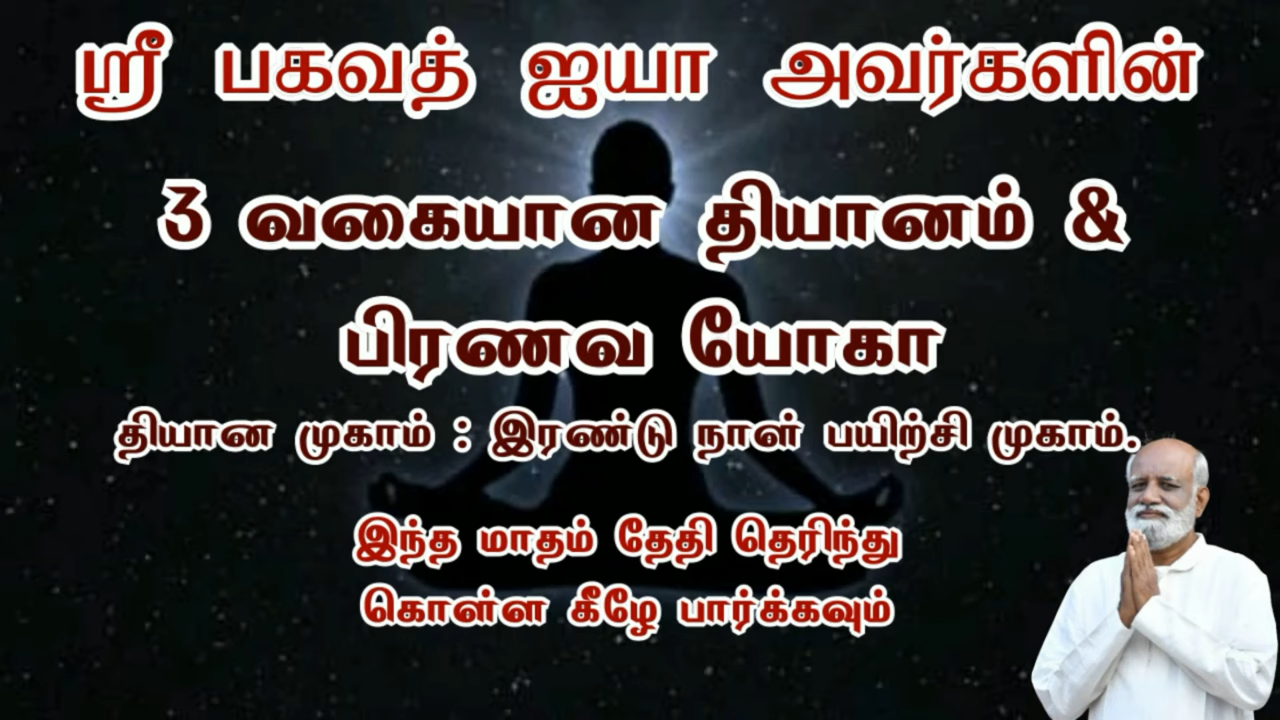 ஸ்ரீ பகவத் ஐயா அவர்களின்
3 வகையான தியானம் &
பிரணவ யோகா
தியான முகாம் : இரண்டு நாள் பயிற்சி முகாம்.
இந்த மாதம் தேதி தெரிந்து
கொள்ள கீழே பார்க்கவும்